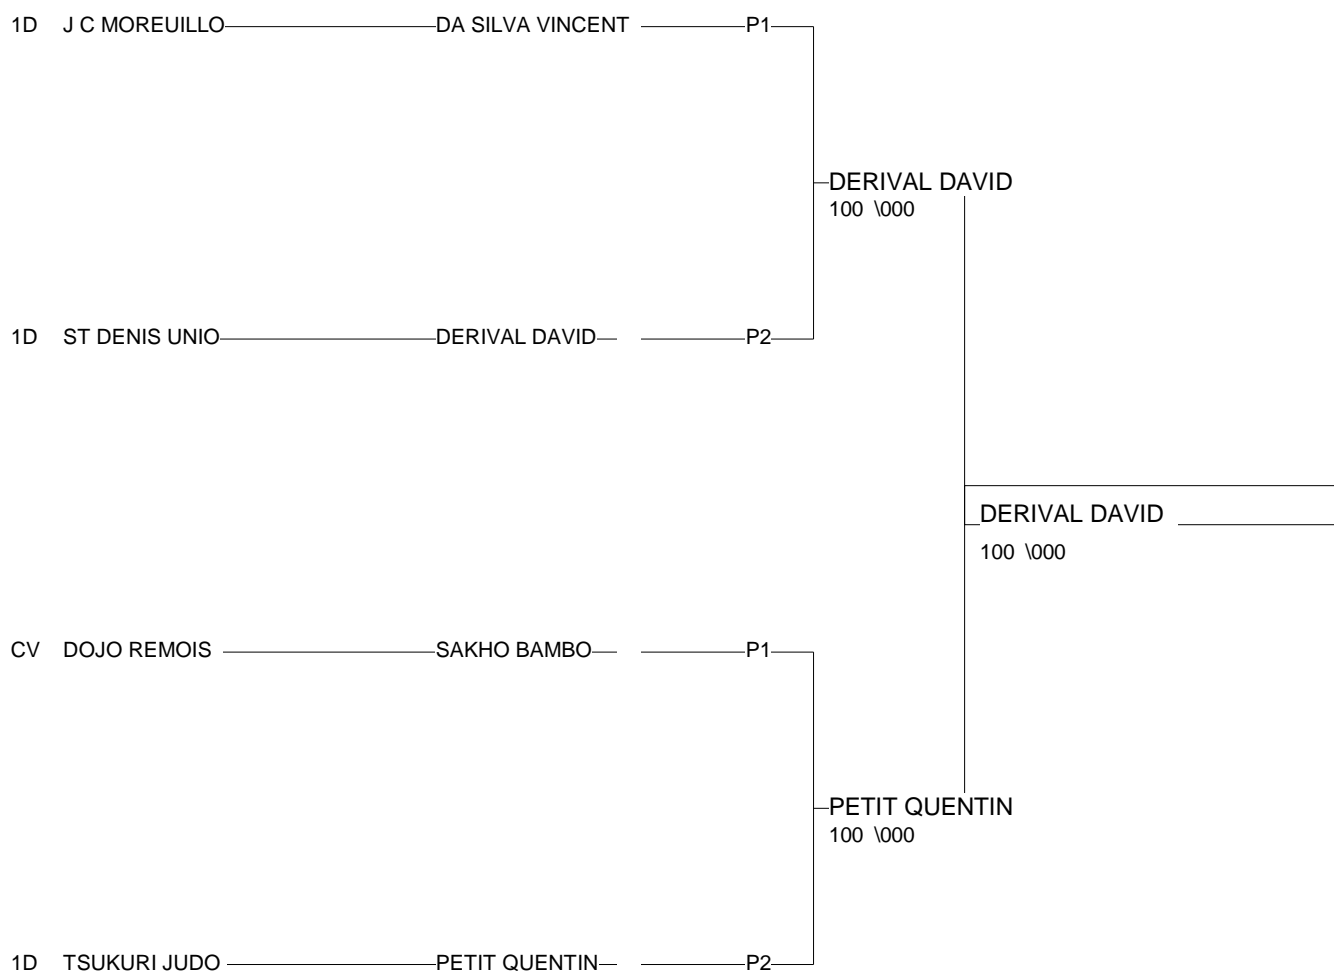 1D J C MOREUILLO DA SILVA VINCENT P1
DERIVAL DAVID
100 \000
1D ST DENIS UNIO DERIVAL DAVID P2
DERIVAL DAVID
100 \000
CV DOJO REMOIS SAKHO BAMBO P1
PETIT QUENTIN
100 \000
1D TSUKURI JUDO PETIT QUENTIN P2